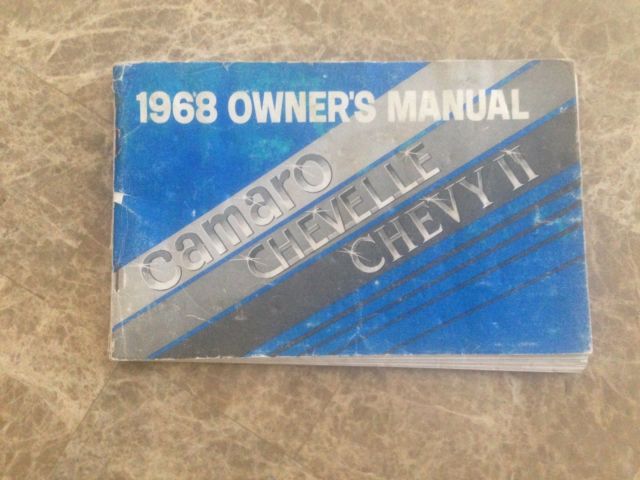 1968 OWNER'S MANUAL
camaro
CHEVELLE
CHEVY II